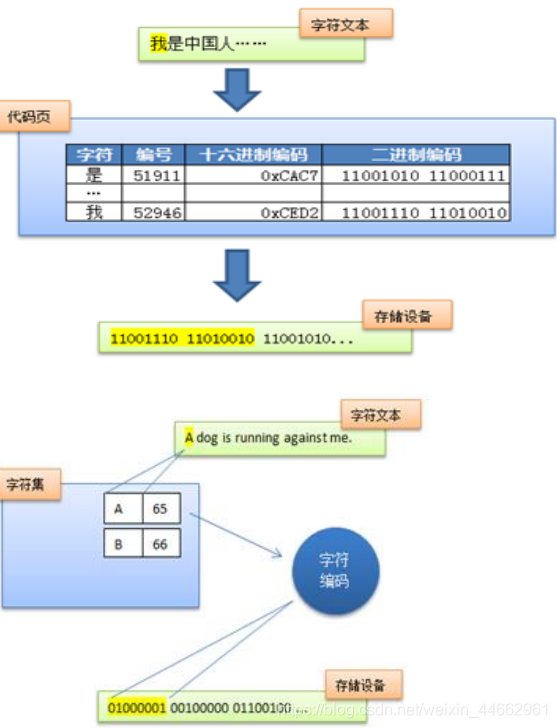 字符文本
我是中国人……
代码页
字符 编号 十六进制编码 二进制编码
是 51911 0xCAC7 11001010 11000111
…
我 52946 0xCED2 11001110 11010010
存储设备
11001110 11010010 11001010...
字符文本
A dog is running against me.
字符集
A 65
B 66
字符
编码
存储设备
01000001 00100000 01100100...
https://blog.csdn.net/weixin_44662961